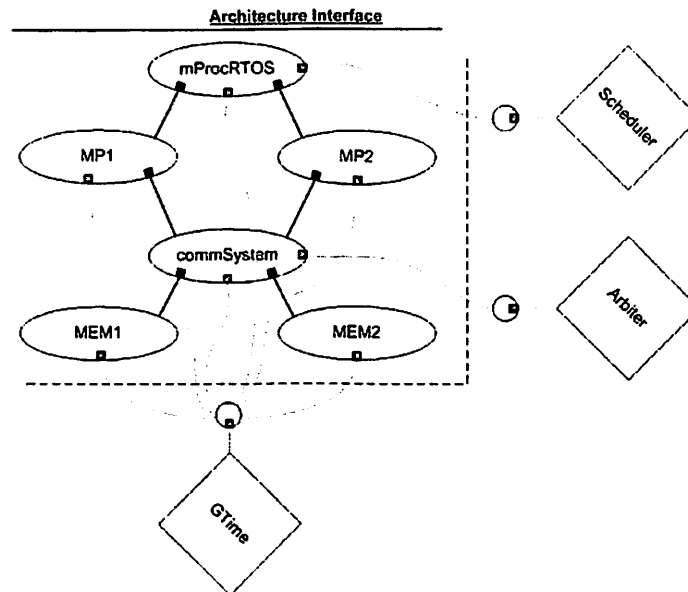 Architecture Interface
mProcRTOS
Scheduler
MP1
MP2
commSystem
Arbiter
MEM1
MEM2
GTime